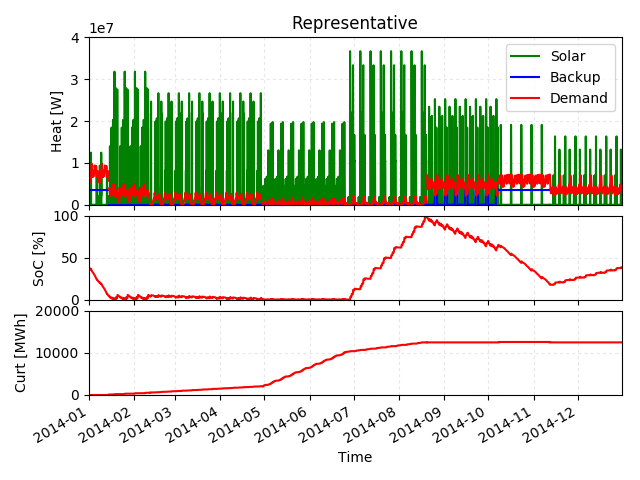 Representative
1e7
4
3
2
1
0
Heat [W]
Solar
Backup
Demand
100
50
0
SoC [%]
20000
10000
0
Curt [MWh]
2014-01
2014-02
2014-03
2014-04
2014-05
2014-06
2014-07
2014-08
2014-09
2014-10
2014-11
2014-12
Time